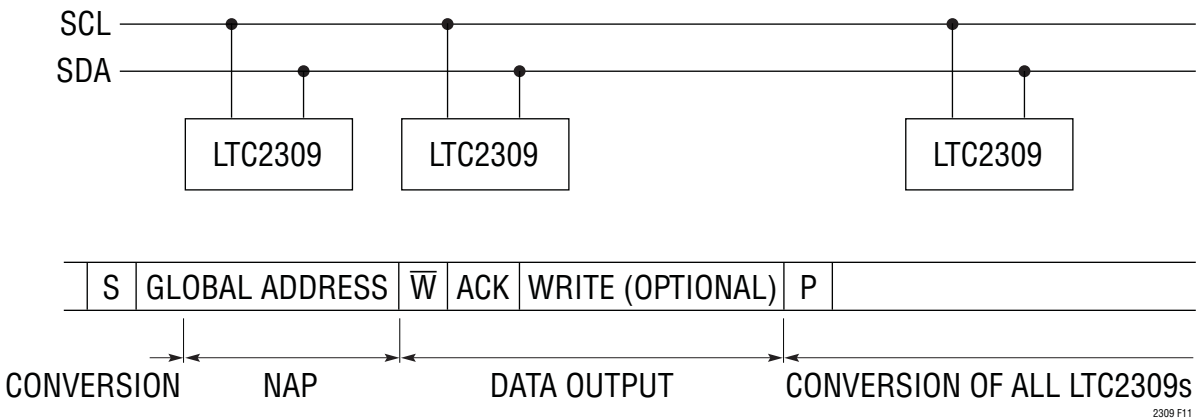 SCL
SDA
LTC2309 LTC2309 LTC2309
S GLOBAL ADDRESS W̅ ACK WRITE (OPTIONAL) P
CONVERSION NAP DATA OUTPUT CONVERSION OF ALL LTC2309s
2309 F11